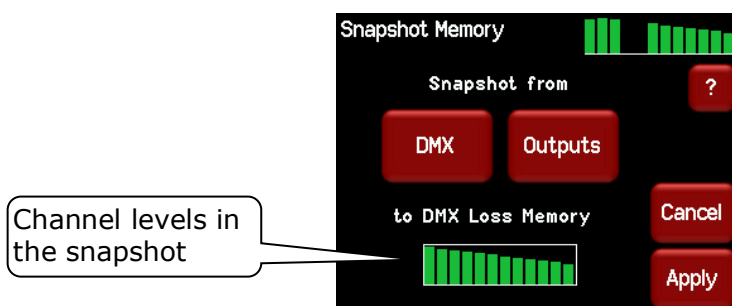 Snapshot Memory
Snapshot from
?
DMX
Outputs
Channel levels in
the snapshot
to DMX Loss Memory
Cancel
Apply